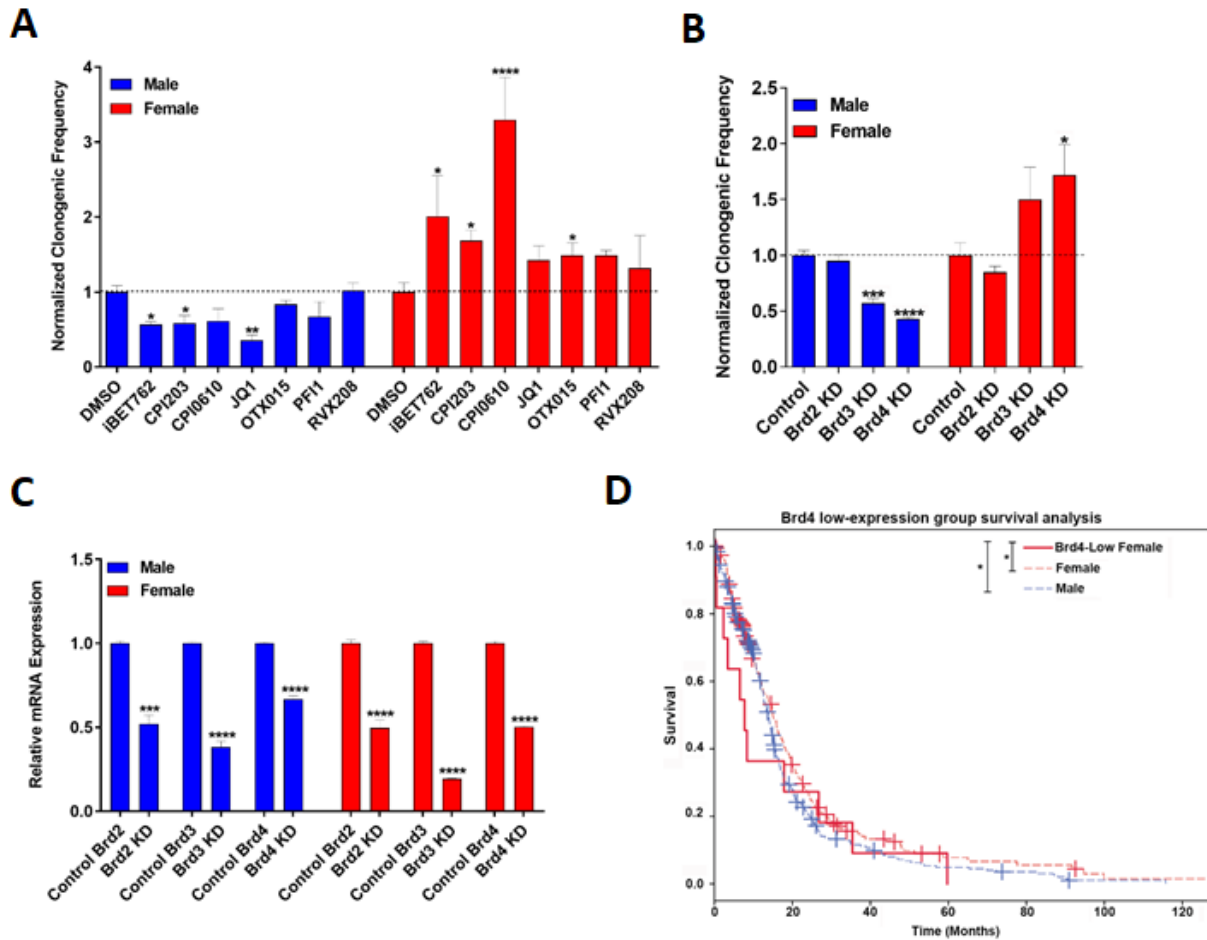 A
Normalized Clonogenic Frequency
4
3
2
1
0
Male
Female
*
*
**
*
*
****
*
DMSO
iBET762
CPI203
CPI0610
JQ1
OTX015
PFI1
RVX208
DMSO
iBET762
CPI203
CPI0610
JQ1
OTX015
PFI1
RVX208
B
Normalized Clonogenic Frequency
2.5
2.0
1.5
1.0
0.5
0.0
Male
Female
***
****
*
Control
Brd2 KD
Brd3 KD
Brd4 KD
Control
Brd2 KD
Brd3 KD
Brd4 KD
C
Relative mRNA Expression
1.5
1.0
0.5
0.0
Male
Female
***
****
****
****
****
****
Control Brd2
Brd2 KD
Control Brd3
Brd3 KD
Control Brd4
Brd4 KD
Control Brd2
Brd2 KD
Control Brd3
Brd3 KD
Control Brd4
Brd4 KD
D
Brd4 low-expression group survival analysis
Survival
1.0
0.8
0.6
0.4
0.2
0.0
*
*
Brd4-Low Female
Female
Male
0
20
40
60
80
100
120
Time (Months)